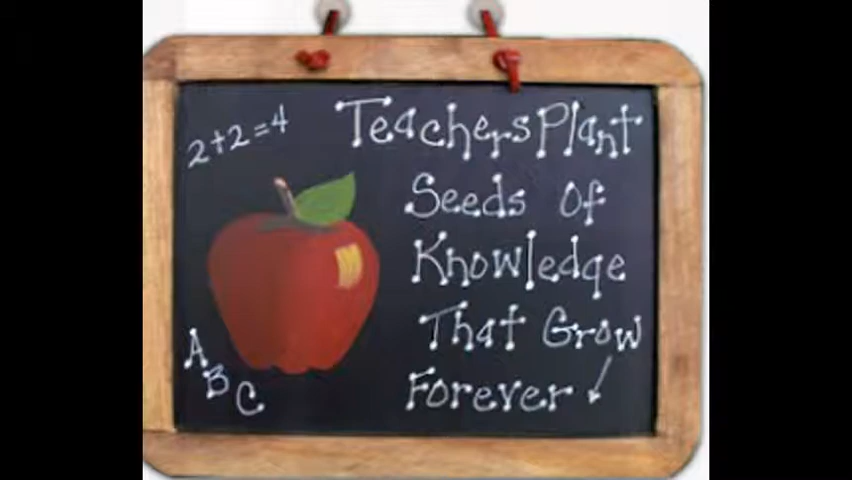 2+2=4
Teachers Plant
Seeds Of
Knowledge
That Grow
Forever
A
B
C